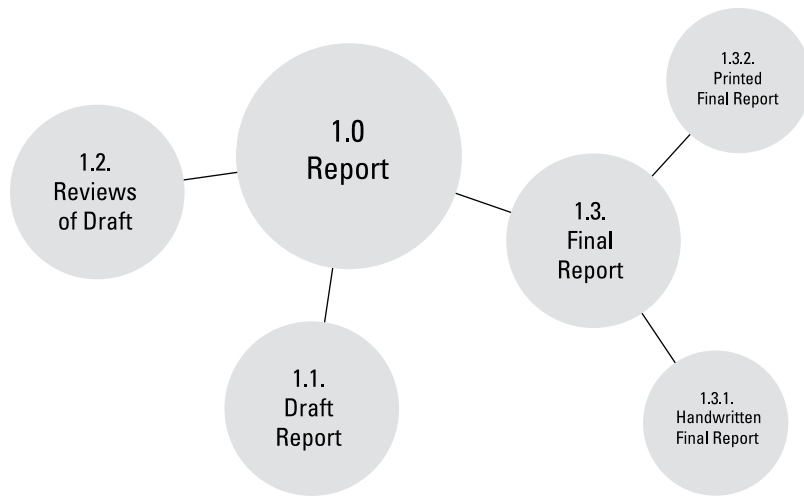 1.0
Report
1.2.
Reviews
of Draft
1.1.
Draft
Report
1.3.
Final
Report
1.3.2.
Printed
Final Report
1.3.1.
Handwritten
Final Report